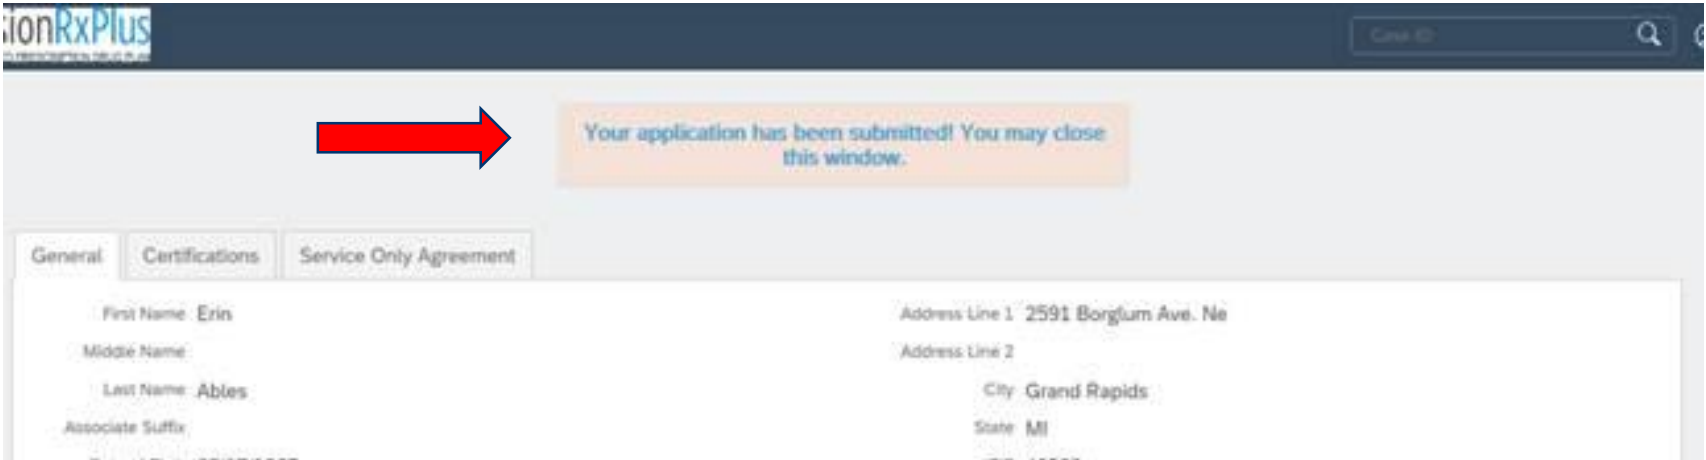 ionRxPlus
Case ID
Your application has been submitted! You may close
this window.
General Certifications Service Only Agreement
First Name Erin Address Line 1 2591 Borglum Ave. Ne
Middle Name Address Line 2
Last Name Ables City Grand Rapids
Associate Suffix State MI